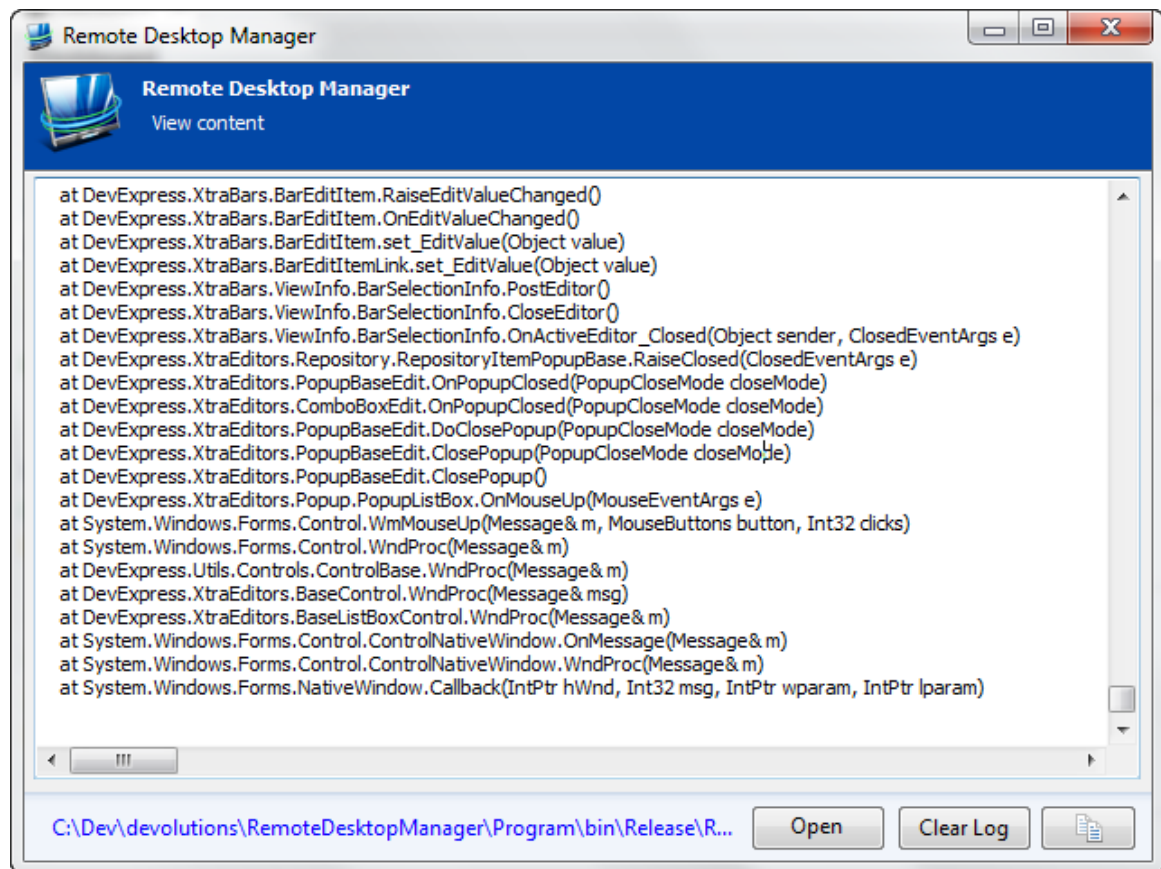 Remote Desktop Manager
Remote Desktop Manager
View content
at DevExpress.XtraBars.BarEditItem.RaiseEditValueChanged()
at DevExpress.XtraBars.BarEditItem.OnEditValueChanged()
at DevExpress.XtraBars.BarEditItem.set_EditValue(Object value)
at DevExpress.XtraBars.BarEditItemLink.set_EditValue(Object value)
at DevExpress.XtraBars.ViewInfo.BarSelectionInfo.PostEditor()
at DevExpress.XtraBars.ViewInfo.BarSelectionInfo.CloseEditor()
at DevExpress.XtraBars.ViewInfo.BarSelectionInfo.OnActiveEditor_Closed(Object sender, ClosedEventArgs e)
at DevExpress.XtraEditors.Repository.RepositoryItemPopupBase.RaiseClosed(ClosedEventArgs e)
at DevExpress.XtraEditors.PopupBaseEdit.OnPopupClosed(PopupCloseMode closeMode)
at DevExpress.XtraEditors.ComboBoxEdit.OnPopupClosed(PopupCloseMode closeMode)
at DevExpress.XtraEditors.PopupBaseEdit.DoClosePopup(PopupCloseMode closeMode)
at DevExpress.XtraEditors.PopupBaseEdit.ClosePopup(PopupCloseMode closeMode)
at DevExpress.XtraEditors.PopupBaseEdit.ClosePopup()
at DevExpress.XtraEditors.Popup.PopupListBox.OnMouseUp(MouseEventArgs e)
at System.Windows.Forms.Control.WmMouseUp(Message& m, MouseButtons button, Int32 clicks)
at System.Windows.Forms.Control.WndProc(Message& m)
at DevExpress.Utils.Controls.ControlBase.WndProc(Message& m)
at DevExpress.XtraEditors.BaseControl.WndProc(Message& msg)
at DevExpress.XtraEditors.BaseListBoxControl.WndProc(Message& m)
at System.Windows.Forms.Control.ControlNativeWindow.OnMessage(Message& m)
at System.Windows.Forms.Control.ControlNativeWindow.WndProc(Message& m)
at System.Windows.Forms.NativeWindow.Callback(IntPtr hWnd, Int32 msg, IntPtr wparam, IntPtr lparam)
C:\Dev\devolutions\RemoteDesktopManager\Program\bin\Release\R...
Open
Clear Log